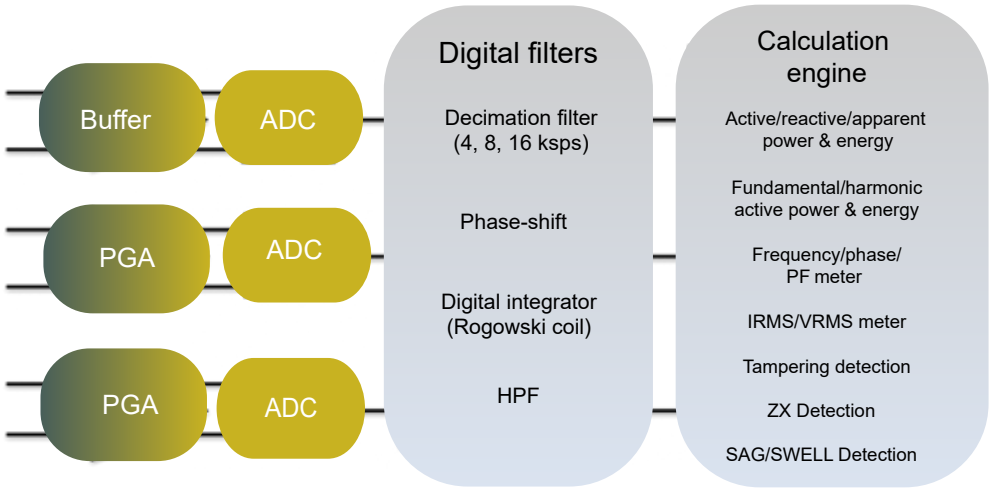 Buffer
ADC
PGA
ADC
PGA
ADC
Digital filters
Decimation filter
(4, 8, 16 ksps)
Phase-shift
Digital integrator
(Rogowski coil)
HPF
Calculation
engine
Active/reactive/apparent
power & energy
Fundamental/harmonic
active power & energy
Frequency/phase/
PF meter
IRMS/VRMS meter
Tampering detection
ZX Detection
SAG/SWELL Detection